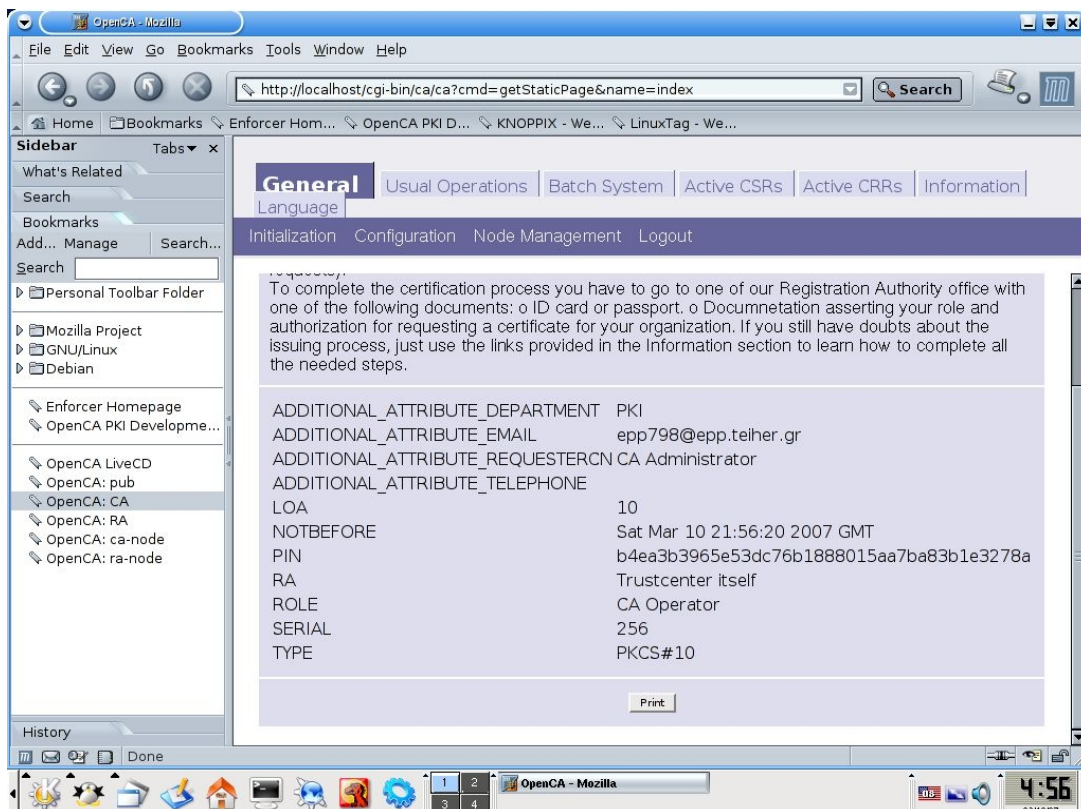 OpenCA - Mozilla
File Edit View Go Bookmarks Tools Window Help
http://localhost/cgi-bin/ca/ca?cmd=getStaticPage&name=index
Search
Home Bookmarks Enforcer Hom... OpenCA PKI D... KNOPPIX - We... LinuxTag - We...
Sidebar Tabs
What's Related
Search
Bookmarks
Add... Manage Search...
Search
Personal Toolbar Folder
Mozilla Project
GNU/Linux
Debian
Enforcer Homepage
OpenCA PKI Developme...
OpenCA LiveCD
OpenCA: pub
OpenCA: CA
OpenCA: RA
OpenCA: ca-node
OpenCA: ra-node
History
General Usual Operations Batch System Active CSRs Active CRRs Information
Language
Initialization Configuration Node Management Logout
requests).
To complete the certification process you have to go to one of our Registration Authority office with
one of the following documents: o ID card or passport. o Documnetation asserting your role and
authorization for requesting a certificate for your organization. If you still have doubts about the
issuing process, just use the links provided in the Information section to learn how to complete all
the needed steps.
ADDITIONAL_ATTRIBUTE_DEPARTMENT PKI
ADDITIONAL_ATTRIBUTE_EMAIL epp798@epp.teiher.gr
ADDITIONAL_ATTRIBUTE_REQUESTERCN CA Administrator
ADDITIONAL_ATTRIBUTE_TELEPHONE
LOA 10
NOTBEFORE Sat Mar 10 21:56:20 2007 GMT
PIN b4ea3b3965e53dc76b1888015aa7ba83b1e3278a
RA Trustcenter itself
ROLE CA Operator
SERIAL 256
TYPE PKCS#10
Print
Done
1 2
3 4
OpenCA - Mozilla
US
4:56